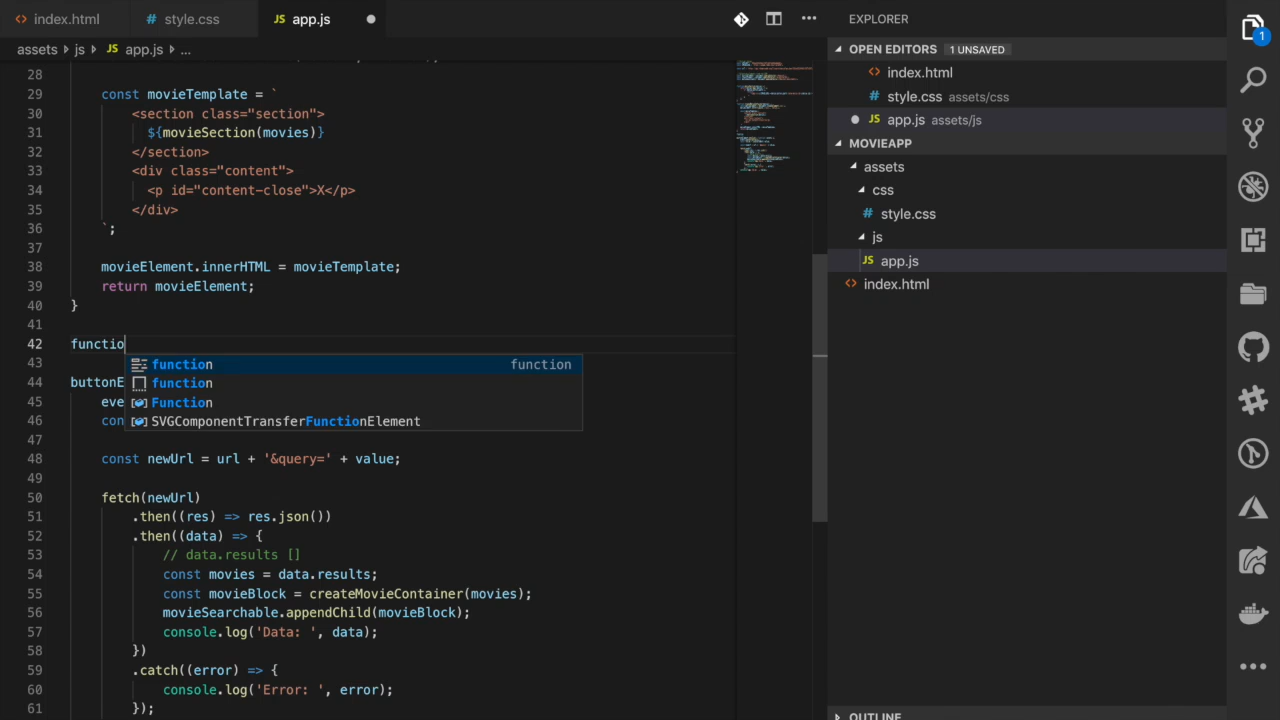 index.html
style.css
JS app.js
assets js JS app.js ...
28
29 const movieTemplate = `
30 <section class="section">
31 ${movieSection(movies)}
32 </section>
33 <div class="content">
34 <p id="content-close">X</p>
35 </div>
36 `;
37
38 movieElement.innerHTML = movieTemplate;
39 return movieElement;
40 }
41
42 functio
function function
43
function
44 buttonE
Function
45 eve
SVGComponentTransferFunctionElement
46 con
47
48 const newUrl = url + '&query=' + value;
49
50 fetch(newUrl)
51 .then((res) => res.json())
52 .then((data) => {
53 // data.results []
54 const movies = data.results;
55 const movieBlock = createMovieContainer(movies);
56 movieSearchable.appendChild(movieBlock);
57 console.log('Data: ', data);
58 })
59 .catch((error) => {
60 console.log('Error: ', error);
61 });
EXPLORER
OPEN EDITORS 1 UNSAVED
index.html
# style.css assets/css
JS app.js assets/js
MOVIEAPP
assets
css
# style.css
js
JS app.js
index.html
OUTLINE
1